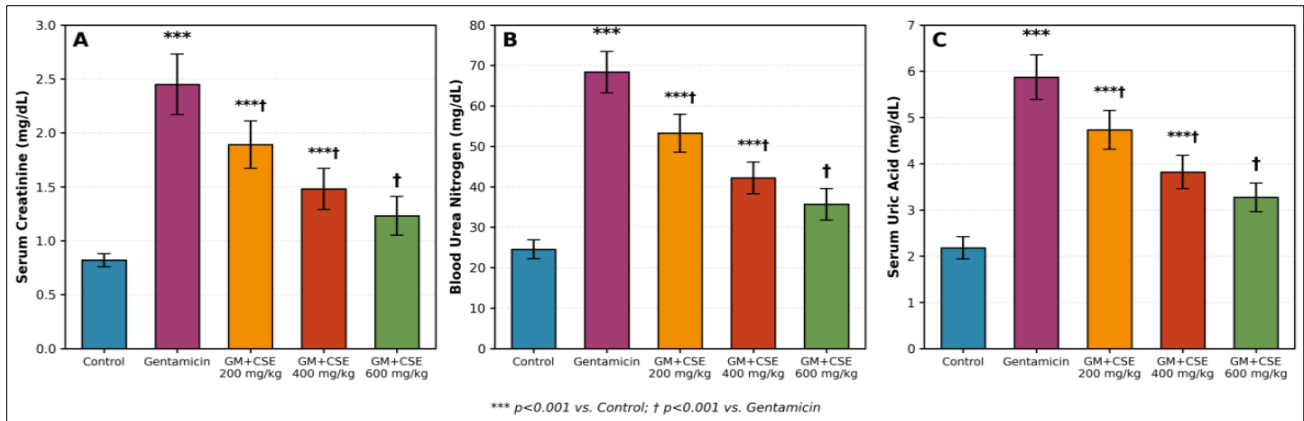 A
Serum Creatinine (mg/dL)
3.0
2.5
2.0
1.5
1.0
0.5
0.0
***
***†
***†
†
Control
Gentamicin
GM+CSE
200 mg/kg
GM+CSE
400 mg/kg
GM+CSE
600 mg/kg
B
Blood Urea Nitrogen (mg/dL)
80
70
60
50
40
30
20
10
0
***
***†
***†
†
Control
Gentamicin
GM+CSE
200 mg/kg
GM+CSE
400 mg/kg
GM+CSE
600 mg/kg
C
Serum Uric Acid (mg/dL)
7
6
5
4
3
2
1
0
***
***†
***†
†
Control
Gentamicin
GM+CSE
200 mg/kg
GM+CSE
400 mg/kg
GM+CSE
600 mg/kg
*** p<0.001 vs. Control; † p<0.001 vs. Gentamicin